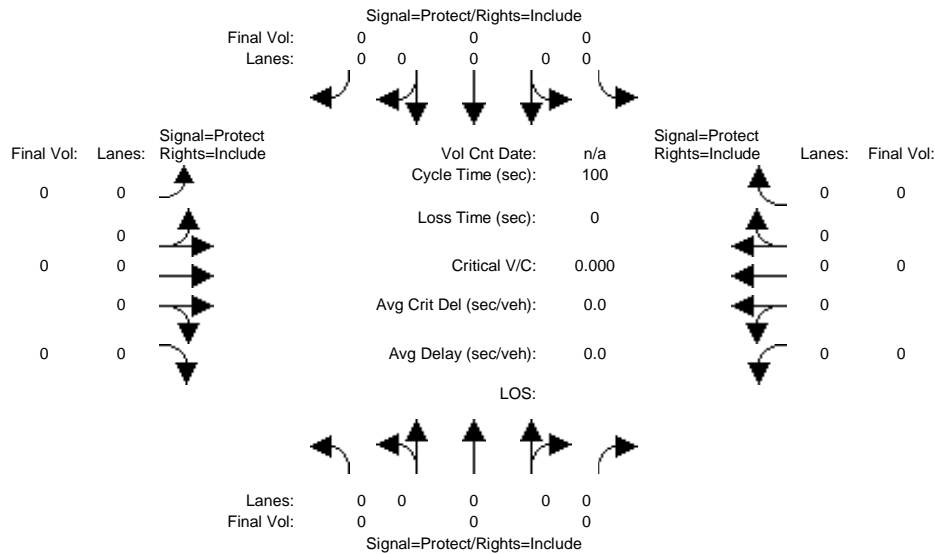 Signal=Protect/Rights=Include
Final Vol: 0 0 0
Lanes: 0 0 0 0 0
Signal=Protect Signal=Protect
Final Vol: Lanes: Rights=Include Vol Cnt Date: n/a Rights=Include Lanes: Final Vol:
Cycle Time (sec): 100
0 0 0 0
Loss Time (sec): 0
0 0
0 0 Critical V/C: 0.000 0 0
0 Avg Crit Del (sec/veh): 0.0 0
0 0 Avg Delay (sec/veh): 0.0 0 0
LOS:
Lanes: 0 0 0 0 0
Final Vol: 0 0 0
Signal=Protect/Rights=Include